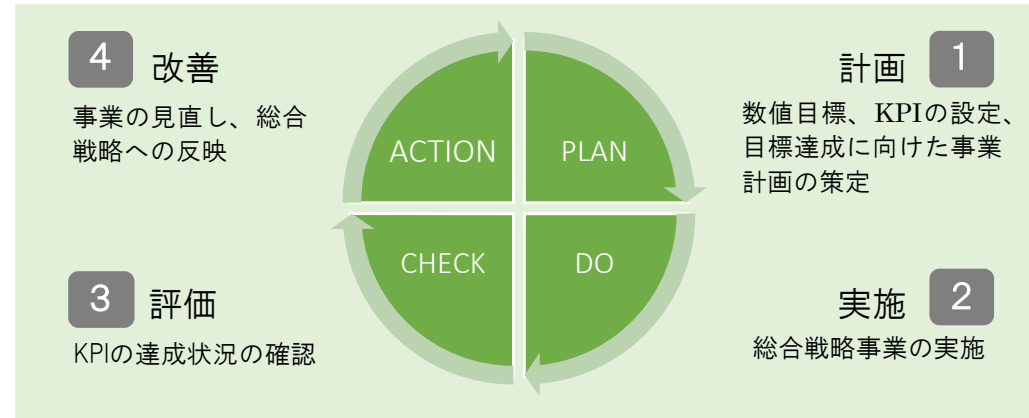 4 改善
事業の見直し、総合
戦略への反映
計画 1
数値目標、KPIの設定、
目標達成に向けた事業
計画の策定
ACTION
PLAN
CHECK
DO
3 評価
KPIの達成状況の確認
実施 2
総合戦略事業の実施